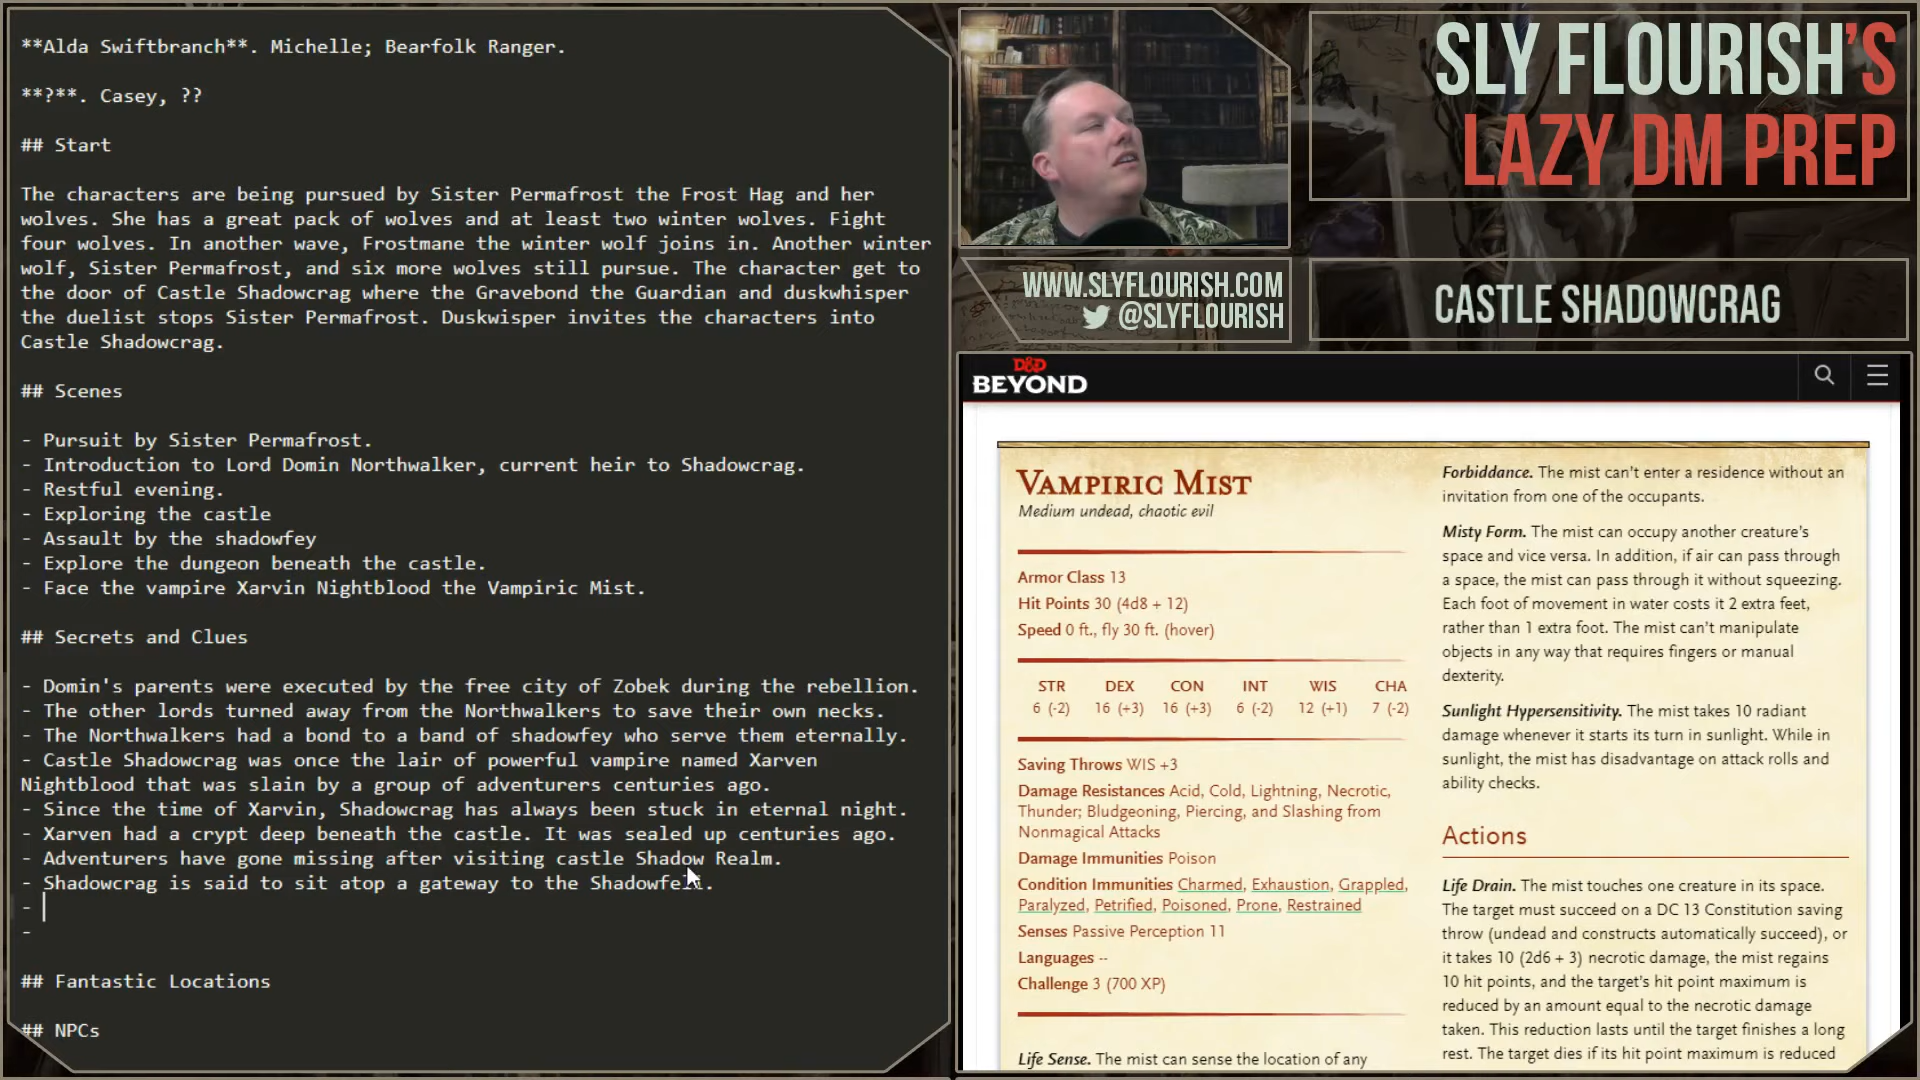 **Alda Swiftbranch**. Michelle; Bearfolk Ranger.
**?**. Casey, ??
## Start
The characters are being pursued by Sister Permafrost the Frost Hag and her
wolves. She has a great pack of wolves and at least two winter wolves. Fight
four wolves. In another wave, Frostmane the winter wolf joins in. Another winter
wolf, Sister Permafrost, and six more wolves still pursue. The character get to
the door of Castle Shadowcrag where the Gravebond the Guardian and duskwhisper
the duelist stops Sister Permafrost. Duskwisper invites the characters into
Castle Shadowcrag.
## Scenes
- Pursuit by Sister Permafrost.
- Introduction to Lord Domin Northwalker, current heir to Shadowcrag.
- Restful evening.
- Exploring the castle
- Assault by the shadowfey
- Explore the dungeon beneath the castle.
- Face the vampire Xarvin Nightblood the Vampiric Mist.
## Secrets and Clues
- Domin's parents were executed by the free city of Zobek during the rebellion.
- The other lords turned away from the Northwalkers to save their own necks.
- The Northwalkers had a bond to a band of shadowfey who serve them eternally.
- Castle Shadowcrag was once the lair of powerful vampire named Xarven
Nightblood that was slain by a group of adventurers centuries ago.
- Since the time of Xarvin, Shadowcrag has always been stuck in eternal night.
- Xarven had a crypt deep beneath the castle. It was sealed up centuries ago.
- Adventurers have gone missing after visiting castle Shadow Realm.
- Shadowcrag is said to sit atop a gateway to the
-
-
## Fantastic Locations
## NPCs
SLY FLOURISH'S
LAZY DM PREP
WWW.SLYFLOURISH.COM
@SLYFLOURISH
CASTLE SHADOWCRAG
D&D
BEYOND
VAMPIRIC MIST
Medium undead, chaotic evil
Armor Class 13
Hit Points 30 (4d8 + 12)
Speed 0 ft., fly 30 ft. (hover)
STR DEX CON INT WIS CHA
6 (-2) 16 (+3) 16 (+3) 6 (-2) 12 (+1) 7 (-2)
Saving Throws WIS +3
Damage Resistances Acid, Cold, Lightning, Necrotic,
Thunder; Bludgeoning, Piercing, and Slashing from
Nonmagical Attacks
Damage Immunities Poison
Condition Immunities Charmed, Exhaustion, Grappled,
Paralyzed, Petrified, Poisoned, Prone, Restrained
Senses Passive Perception 11
Languages --
Challenge 3 (700 XP)
Life Sense. The mist can sense the location of any
Forbiddance. The mist can't enter a residence without an
invitation from one of the occupants.
Misty Form. The mist can occupy another creature's
space and vice versa. In addition, if air can pass through
a space, the mist can pass through it without squeezing.
Each foot of movement in water costs it 2 extra feet,
rather than 1 extra foot. The mist can't manipulate
objects in any way that requires fingers or manual
dexterity.
Sunlight Hypersensitivity. The mist takes 10 radiant
damage whenever it starts its turn in sunlight. While in
sunlight, the mist has disadvantage on attack rolls and
ability checks.
Actions
Life Drain. The mist touches one creature in its space.
The target must succeed on a DC 13 Constitution saving
throw (undead and constructs automatically succeed), or
it takes 10 (2d6 + 3) necrotic damage, the mist regains
10 hit points, and the target's hit point maximum is
reduced by an amount equal to the necrotic damage
taken. This reduction lasts until the target finishes a long
rest. The target dies if its hit point maximum is reduced